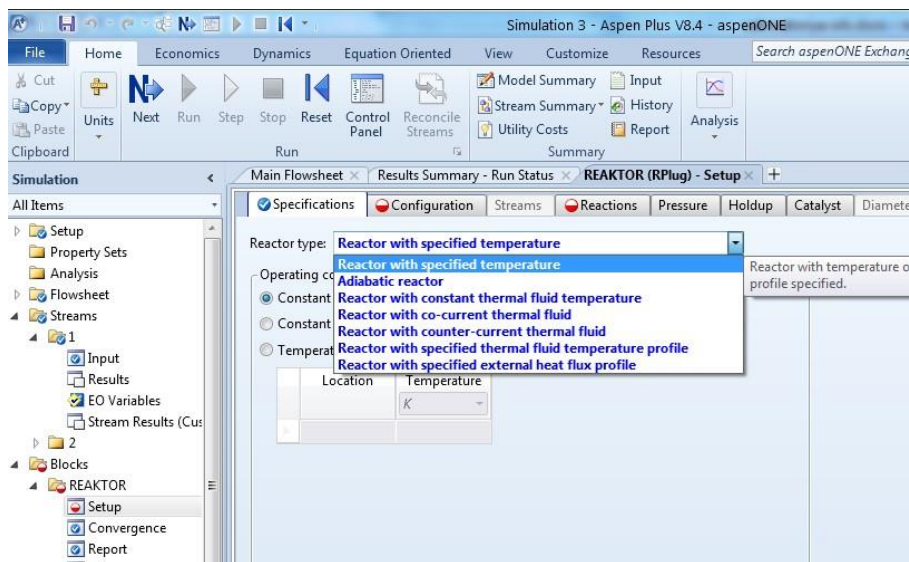 Simulation 3 - Aspen Plus V8.4 - aspenONE
File Home Economics Dynamics Equation Oriented View Customize Resources Search aspenONE Exchang
Cut
Copy
Paste
Clipboard
Units
Next Run Step Stop Reset Control Panel Reconcile Streams
Run
Model Summary Input
Stream Summary History
Utility Costs Report
Summary
Analysis
Simulation
All Items
Setup
Property Sets
Analysis
Flowsheet
Streams
1
Input
Results
EO Variables
Stream Results (Cus
2
Blocks
REAKTOR
Setup
Convergence
Report
Main Flowsheet Results Summary - Run Status REAKTOR (RPlug) - Setup
Specifications Configuration Streams Reactions Pressure Holdup Catalyst Diamete
Reactor type: Reactor with specified temperature
Reactor with specified temperature
Adiabatic reactor
Reactor with constant thermal fluid temperature
Reactor with co-current thermal fluid
Reactor with counter-current thermal fluid
Reactor with specified thermal fluid temperature profile
Reactor with specified external heat flux profile
Reactor with temperature o
profile specified.
Operating co
Constant
Constant
Temperat
Location Temperature
K